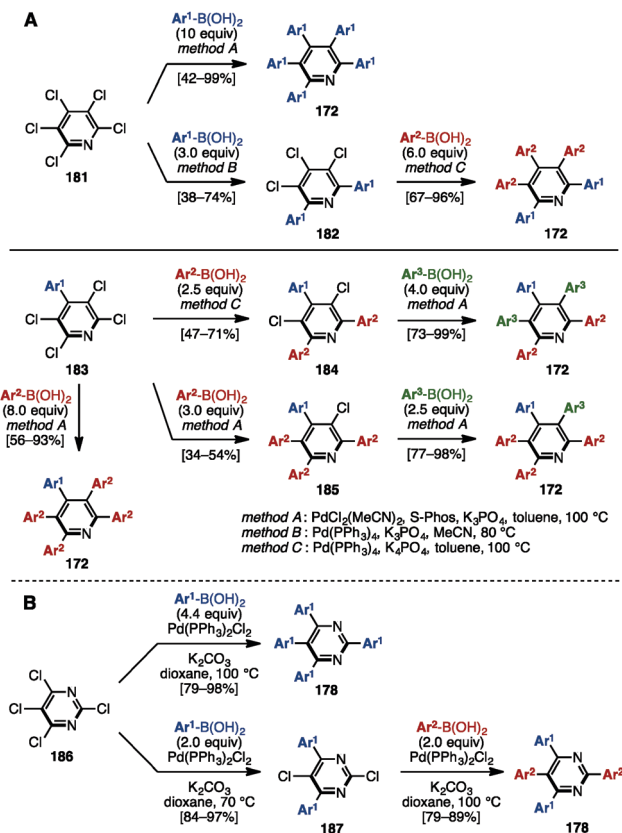 A
Ar1-B(OH)2
(10 equiv)
method A
[42–99%]
Ar1
Ar1
Ar1
Ar1
N
Ar1
172
Cl
Cl
Cl
Cl
Cl
N
181
Ar1-B(OH)2
(3.0 equiv)
method B
[38–74%]
Cl
Cl
Cl
Ar1
N
Ar1
182
Ar2-B(OH)2
(6.0 equiv)
method C
[67–96%]
Ar2
Ar2
Ar2
Ar1
N
Ar1
172
Ar1
Cl
Cl
Cl
N
Cl
183
Ar2-B(OH)2
(2.5 equiv)
method C
[47–71%]
Ar1
Cl
Cl
Ar2
N
Ar2
184
Ar3-B(OH)2
(4.0 equiv)
method A
[73–99%]
Ar1
Ar3
Ar3
Ar2
N
Ar2
172
Ar2-B(OH)2
(8.0 equiv)
method A
[56–93%]
Ar2-B(OH)2
(3.0 equiv)
method A
[34–54%]
Ar1
Cl
Ar2
Ar2
N
Ar2
185
Ar3-B(OH)2
(2.5 equiv)
method A
[77–98%]
Ar1
Ar3
Ar2
Ar2
N
Ar2
172
Ar1
Ar2
Ar2
Ar2
N
Ar2
172
method A: PdCl2(MeCN)2, S-Phos, K3PO4, toluene, 100 °C
method B: Pd(PPh3)4, K3PO4, MeCN, 80 °C
method C: Pd(PPh3)4, K4PO4, toluene, 100 °C
B
Ar1-B(OH)2
(4.4 equiv)
Pd(PPh3)2Cl2
K2CO3
dioxane, 100 °C
[79–98%]
Ar1
N
Ar1
Ar1
N
Ar1
178
Cl
N
Cl
Cl
N
Cl
186
Ar1-B(OH)2
(2.0 equiv)
Pd(PPh3)2Cl2
K2CO3
dioxane, 70 °C
[84–97%]
Ar1
Cl
N
Cl
N
Ar1
187
Ar2-B(OH)2
(2.0 equiv)
Pd(PPh3)2Cl2
K2CO3
dioxane, 100 °C
[79–89%]
Ar1
N
Ar2
Ar2
N
Ar1
178